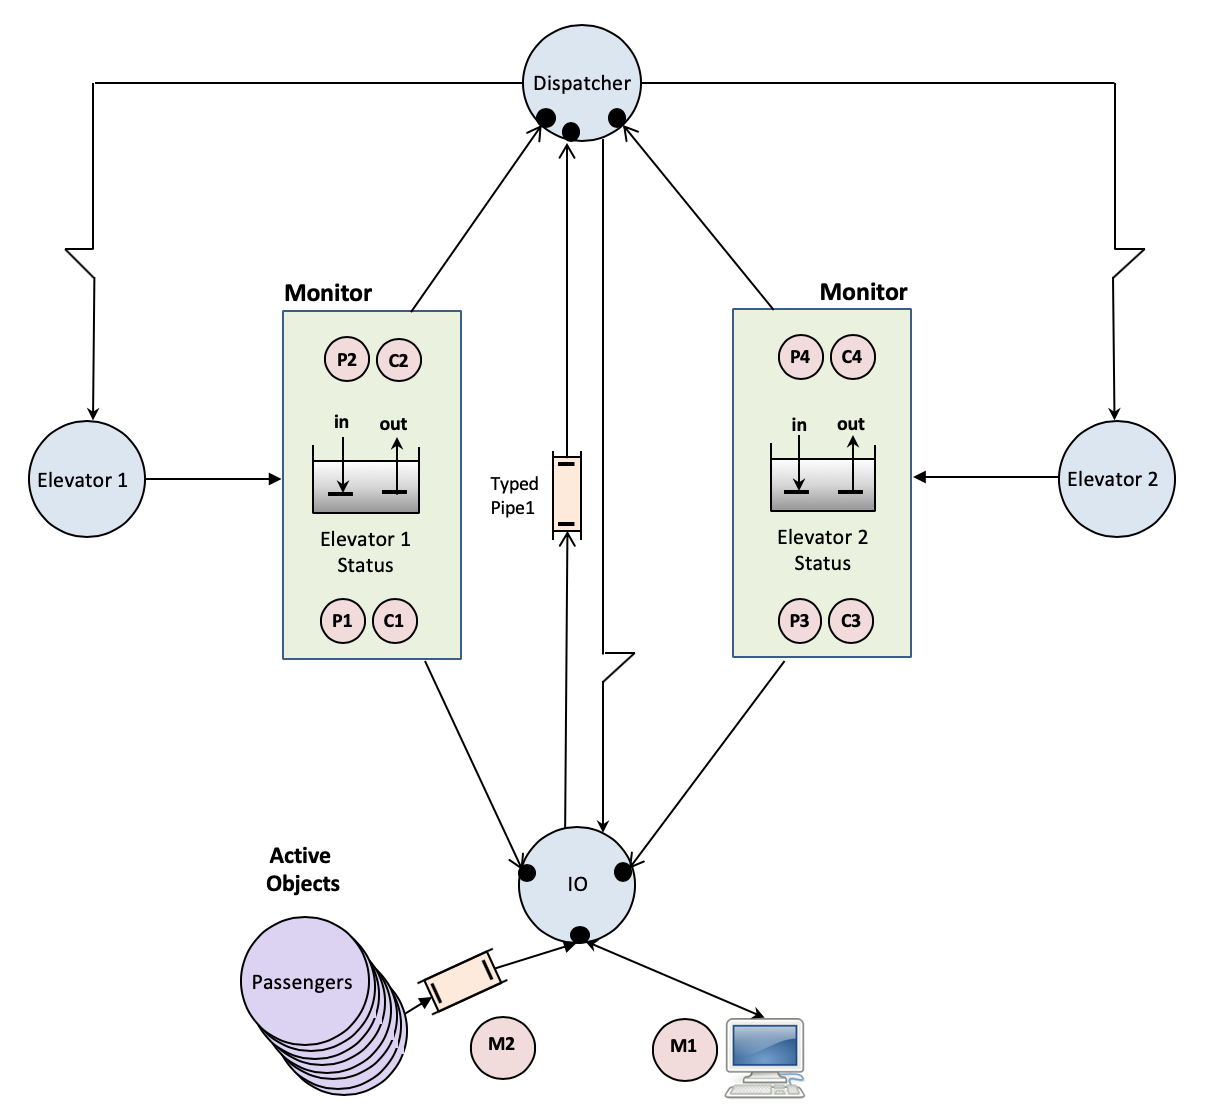 Dispatcher
Monitor
Monitor
P2 C2
P4 C4
in out
in out
Elevator 1
Typed
Pipe1
Elevator 2
Elevator 1
Status
Elevator 2
Status
P1 C1
P3 C3
Active
Objects
IO
Passengers
M2
M1